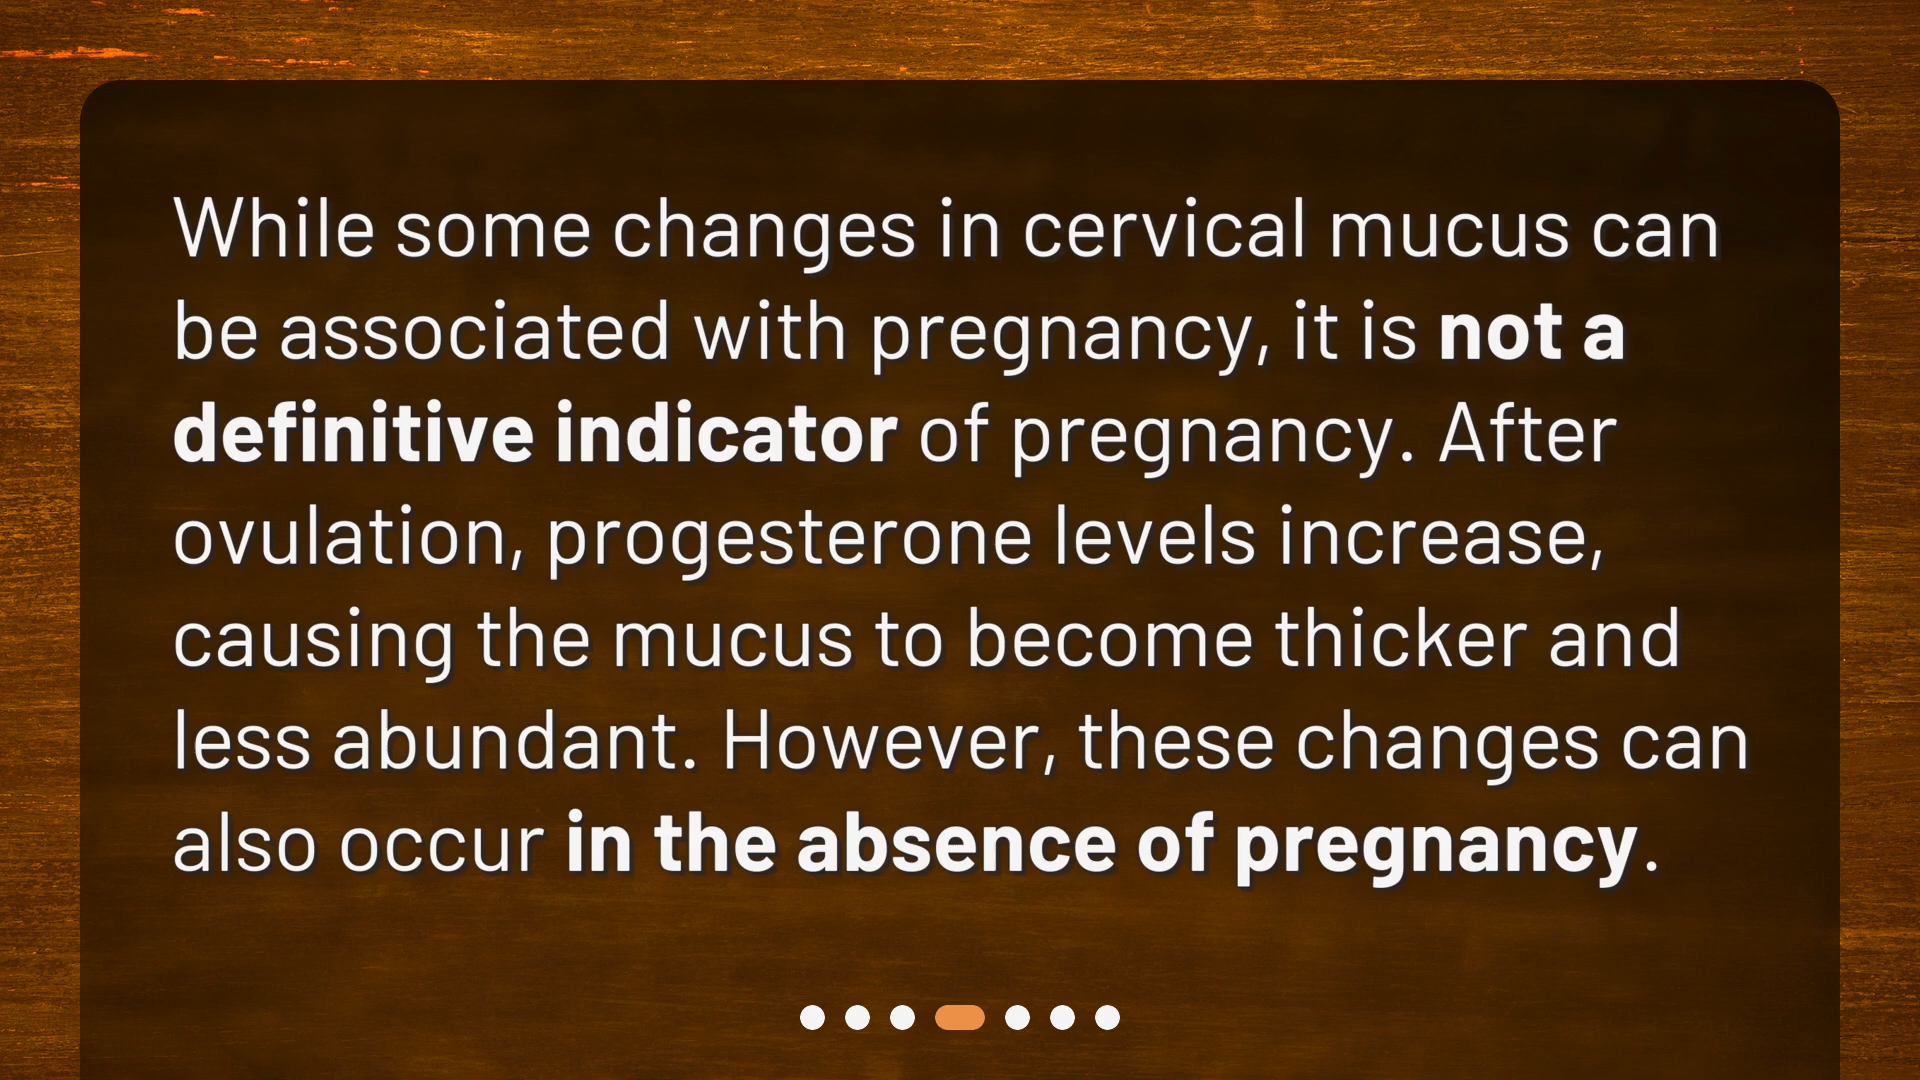 While some changes in cervical mucus can
be associated with pregnancy, it is not a
definitive indicator of pregnancy. After
ovulation, progesterone levels increase,
causing the mucus to become thicker and
less abundant. However, these changes can
also occur in the absence of pregnancy.